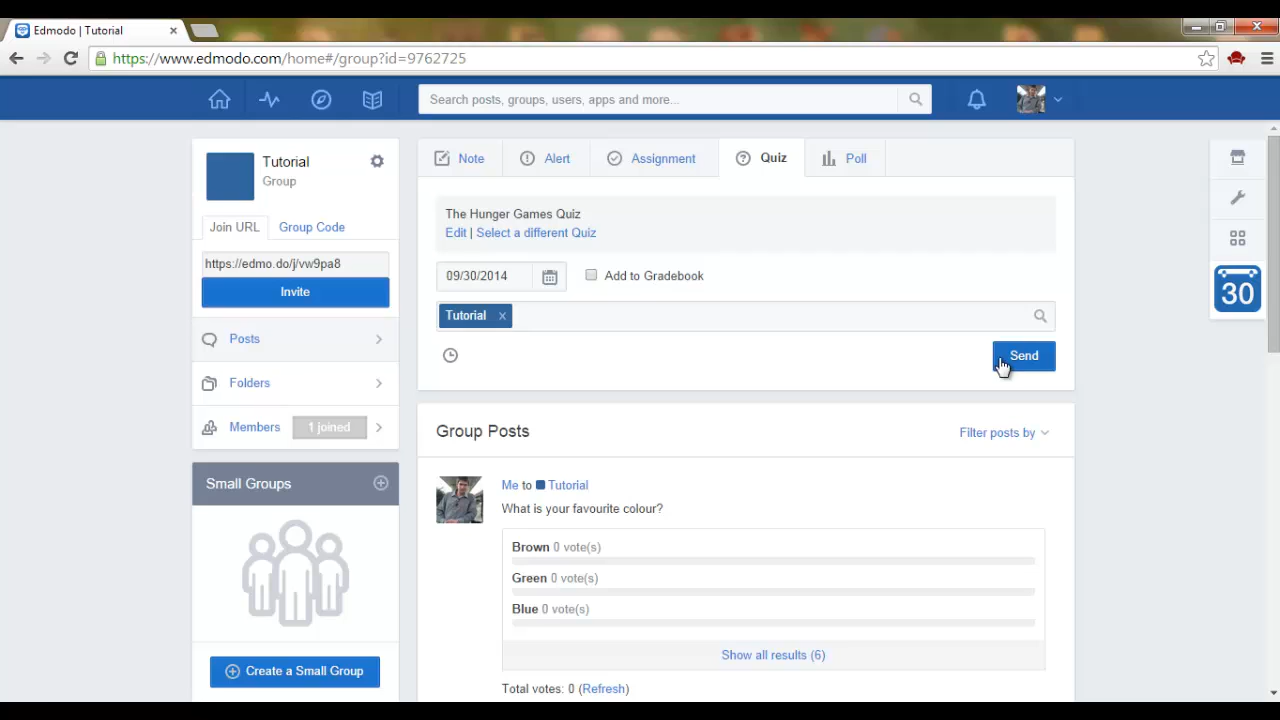 Edmodo | Tutorial
https://www.edmodo.com/home#/group?id=9762725
Search posts, groups, users, apps and more...
Tutorial
Group
Join URL
Group Code
https://edmo.do/j/vw9pa8
Invite
Posts
Folders
Members
1 joined
Small Groups
Create a Small Group
Note
Alert
Assignment
Quiz
Poll
The Hunger Games Quiz
Edit | Select a different Quiz
09/30/2014
Add to Gradebook
Tutorial x
Send
Group Posts
Filter posts by
Me to Tutorial
What is your favourite colour?
Brown 0 vote(s)
Green 0 vote(s)
Blue 0 vote(s)
Show all results (6)
Total votes: 0 (Refresh)
30